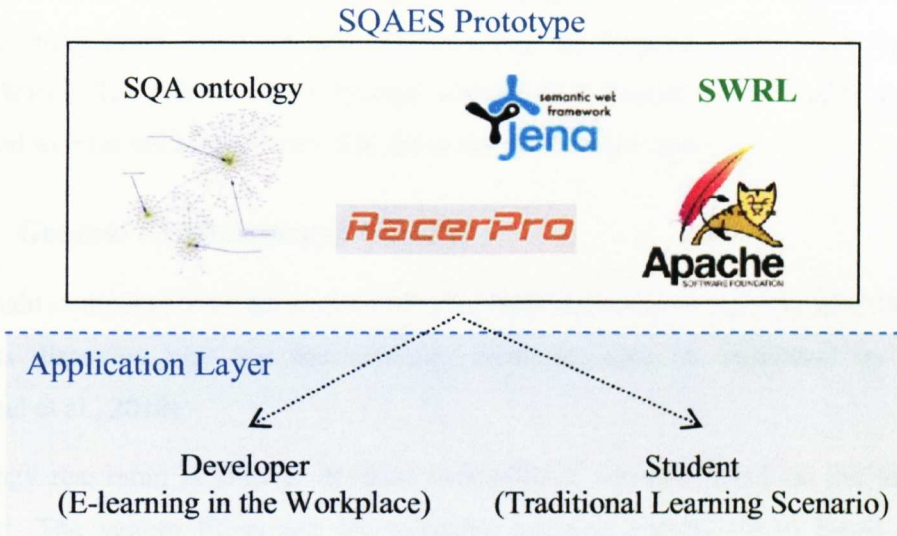 SQAES Prototype
SQA ontology
semantic web
framework
Jena
SWRL
RacerPro
Apache
SOFTWARE FOUNDATION
Application Layer
Developer
(E-learning in the Workplace)
Student
(Traditional Learning Scenario)